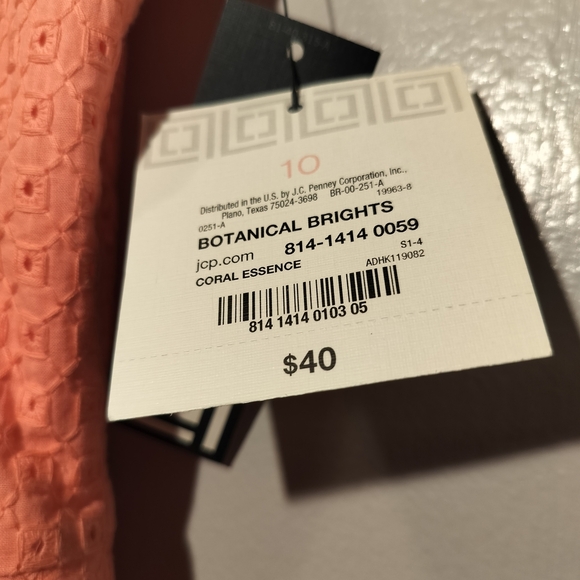 10
Distributed in the U.S. by J.C. Penney Corporation, Inc.,
Plano, Texas 75024-3698 BR-00-251-A
0251-A 19963-8
BOTANICAL BRIGHTS
jcp.com 814-1414 0059
CORAL ESSENCE S1-4
ADHK119082
814 1414 0103 05
$40